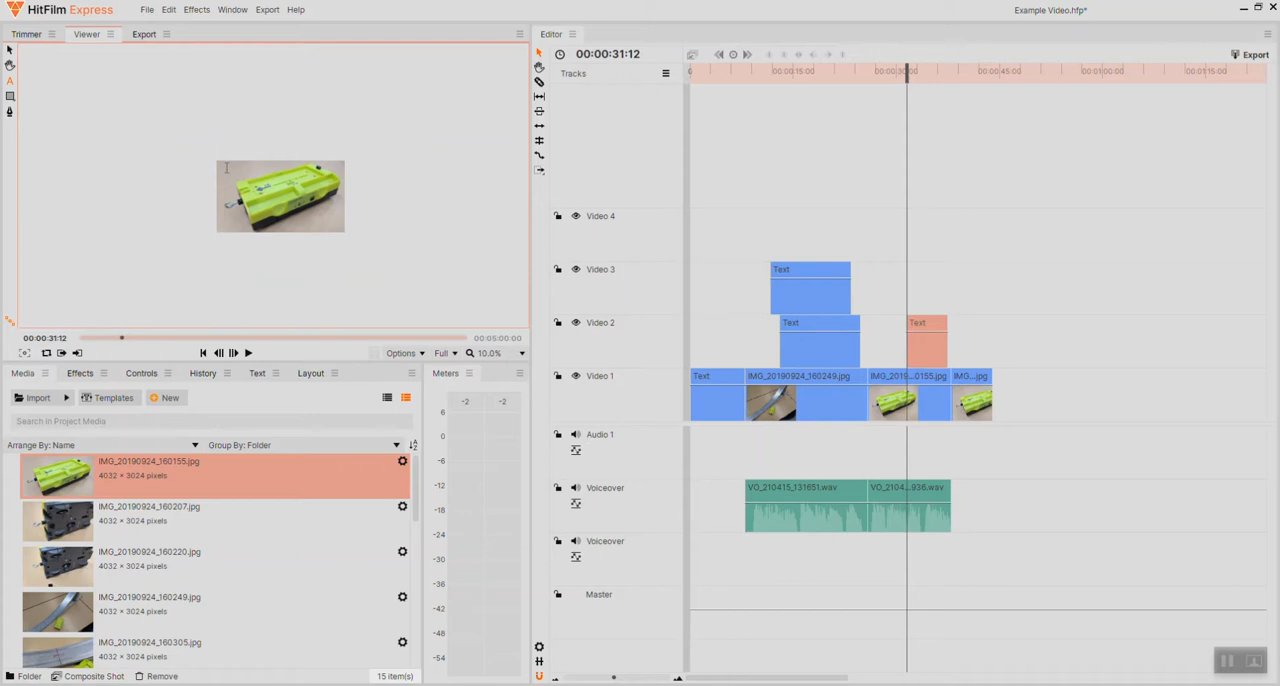 HitFilm Express File Edit Effects Window Export Help Example Video.hfp*
Trimmer Viewer Export
Editor
00:00:31:12 Export
Tracks 0 00:00:15:00 00:00:30:00 00:00:45:00 00:01:00:00 00:01:15:00
A
Video 4
Video 3 Text
Video 2 Text Text
00:00:31:12 00:05:00:00
Options Full 10.0%
Media Effects Controls History Text Layout
Meters
Video 1 Text IMG_20190924_160249.jpg IMG_2019...0155.jpg IMG...jpg
Import Templates New
-2 -2
6
0
-6
-12
-18
-24
-30
-36
-42
-48
-54
Search in Project Media
Arrange By: Name Group By: Folder
IMG_20190924_160155.jpg
4032 × 3024 pixels
IMG_20190924_160207.jpg
4032 × 3024 pixels
IMG_20190924_160220.jpg
4032 × 3024 pixels
IMG_20190924_160249.jpg
4032 × 3024 pixels
IMG_20190924_160305.jpg
4032 × 3024 pixels
Folder Composite Shot Remove 15 item(s)
Audio 1
Voiceover VO_210415_131651.wav VO_2104...936.wav
Voiceover
Master